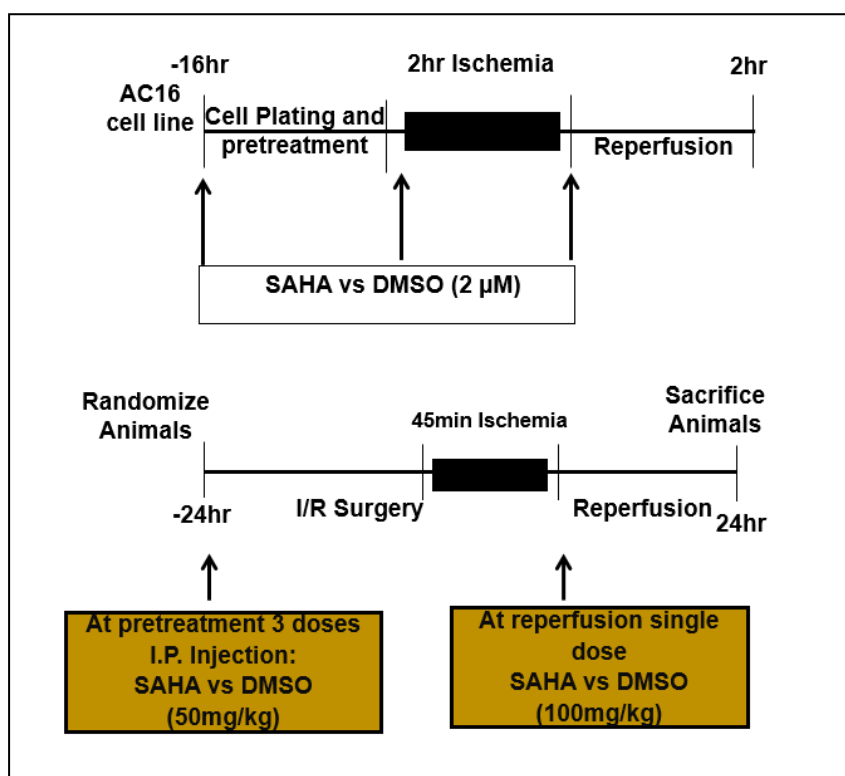 -16hr
2hr Ischemia
2hr
AC16
cell line
Cell Plating and
pretreatment
Reperfusion
SAHA vs DMSO (2 µM)
Randomize
Animals
45min Ischemia
Sacrifice
Animals
-24hr
I/R Surgery
Reperfusion
24hr
At pretreatment 3 doses
I.P. Injection:
SAHA vs DMSO
(50mg/kg)
At reperfusion single
dose
SAHA vs DMSO
(100mg/kg)